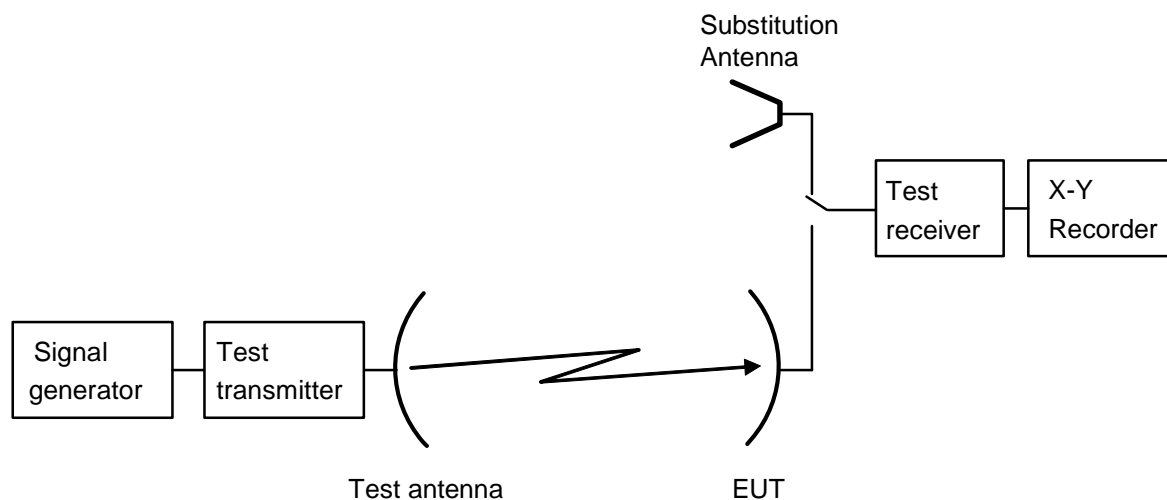 Substitution
Antenna
Test
receiver
X-Y
Recorder
Signal
generator
Test
transmitter
Test antenna
EUT